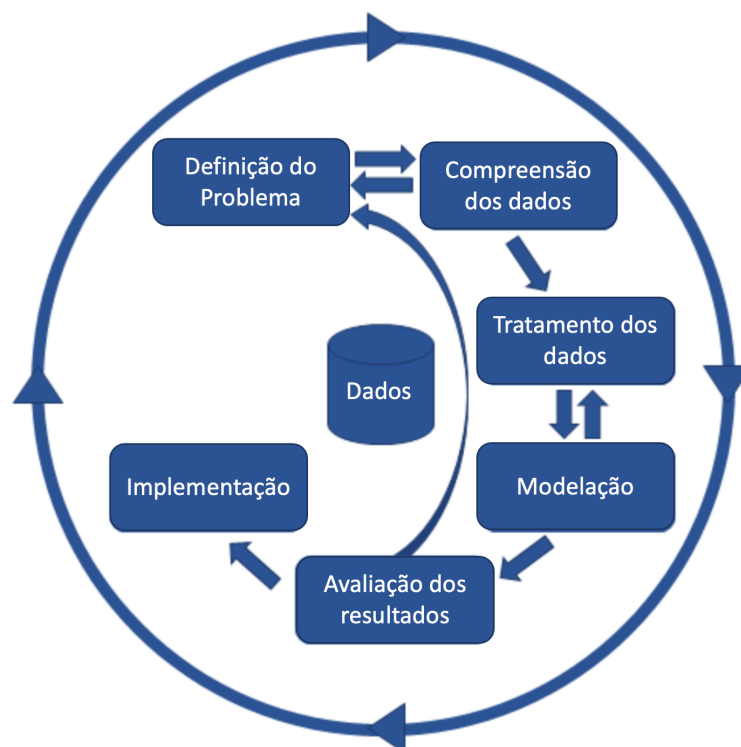 Definição do
Problema
Compreensão
dos dados
Tratamento dos
dados
Dados
Modelação
Implementação
Avaliação dos
resultados